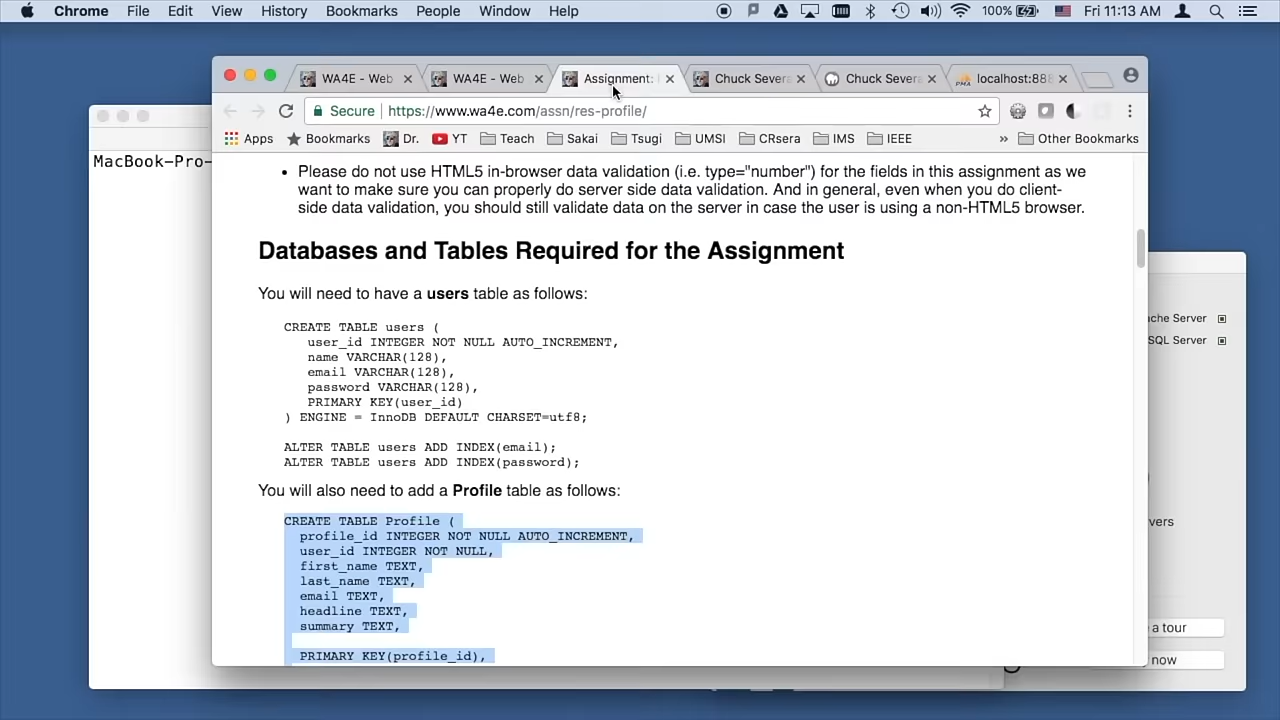 Chrome File Edit View History Bookmarks People Window Help 100% Fri 11:13 AM
WA4E - Web WA4E - Web Assignment: Chuck Severa Chuck Severa localhost:888
Secure https://www.wa4e.com/assn/res-profile/
Apps Bookmarks Dr. YT Teach Sakai Tsugi UMSI CRsera IMS IEEE » Other Bookmarks
MacBook-Pro-
• Please do not use HTML5 in-browser data validation (i.e. type="number") for the fields in this assignment as we
want to make sure you can properly do server side data validation. And in general, even when you do client-
side data validation, you should still validate data on the server in case the user is using a non-HTML5 browser.
Databases and Tables Required for the Assignment
You will need to have a users table as follows:
CREATE TABLE users (
user_id INTEGER NOT NULL AUTO_INCREMENT,
name VARCHAR(128),
email VARCHAR(128),
password VARCHAR(128),
PRIMARY KEY(user_id)
) ENGINE = InnoDB DEFAULT CHARSET=utf8;
ALTER TABLE users ADD INDEX(email);
ALTER TABLE users ADD INDEX(password);
You will also need to add a Profile table as follows:
CREATE TABLE Profile (
profile_id INTEGER NOT NULL AUTO_INCREMENT,
user_id INTEGER NOT NULL,
first_name TEXT,
last_name TEXT,
email TEXT,
headline TEXT,
summary TEXT,
PRIMARY KEY(profile_id),
ache Server
SQL Server
vers
a tour
now